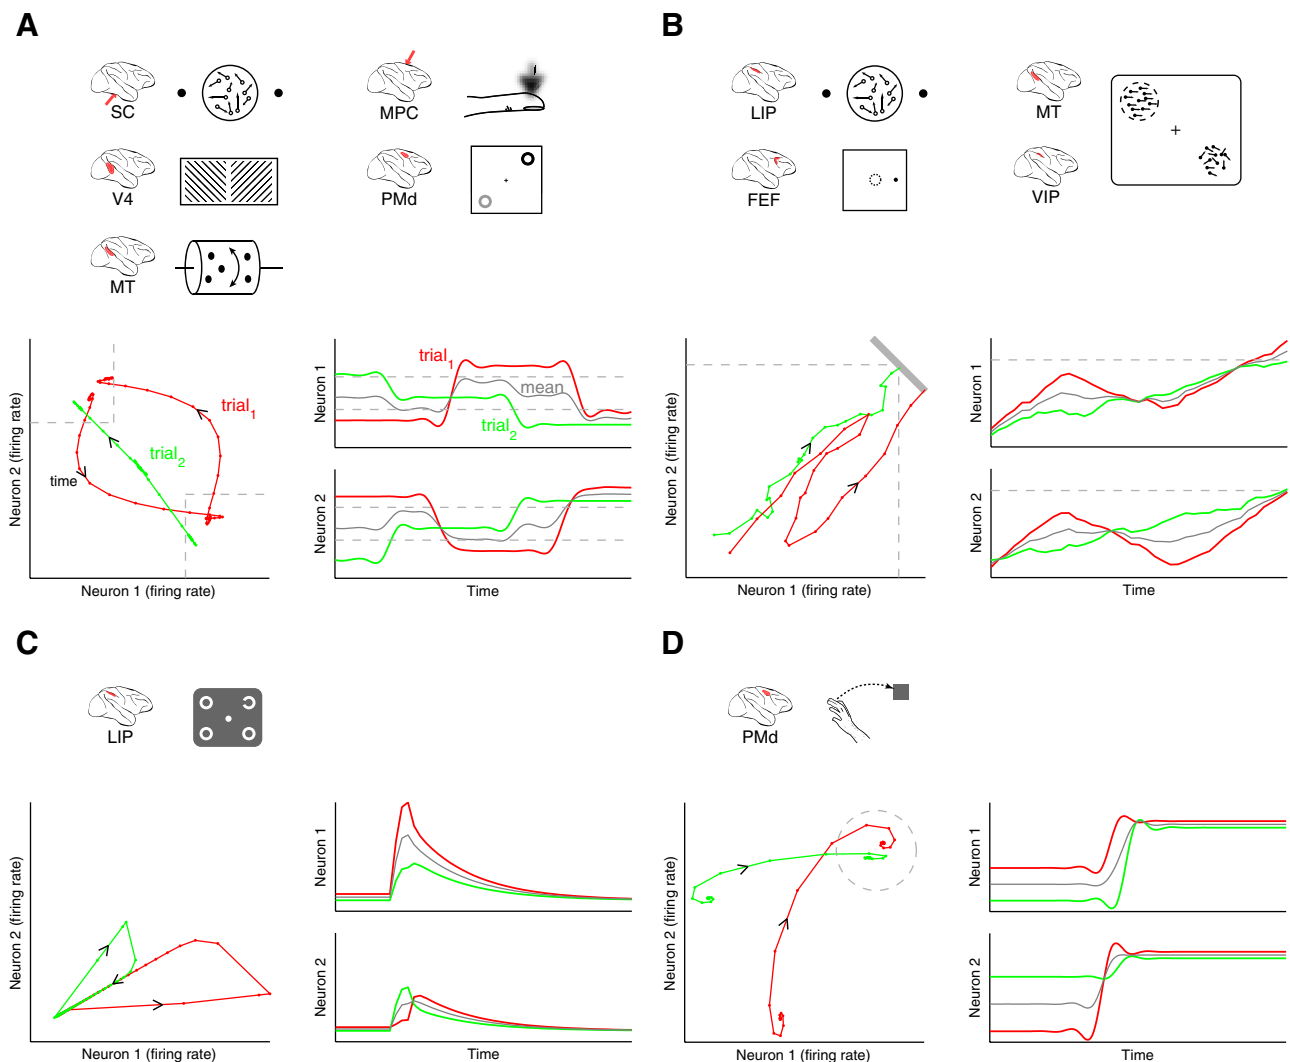 A
SC
MPC
V4
PMd
MT
Neuron 2 (firing rate)
trial1
trial2
time
Neuron 1 (firing rate)
Neuron 1
trial1
mean
trial2
Neuron 2
Time
B
LIP
MT
FEF
VIP
Neuron 2 (firing rate)
Neuron 1 (firing rate)
Neuron 1
Neuron 2
Time
C
LIP
Neuron 2 (firing rate)
Neuron 1 (firing rate)
Neuron 1
Neuron 2
Time
D
PMd
Neuron 2 (firing rate)
Neuron 1 (firing rate)
Neuron 1
Neuron 2
Time